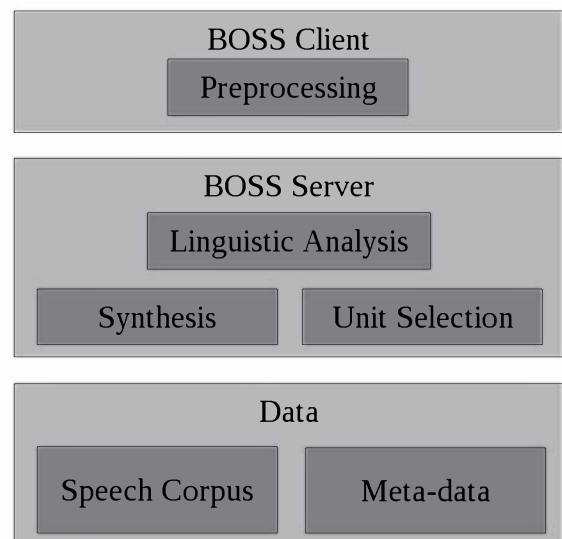 BOSS Client
Preprocessing
BOSS Server
Linguistic Analysis
Synthesis
Unit Selection
Data
Speech Corpus
Meta-data